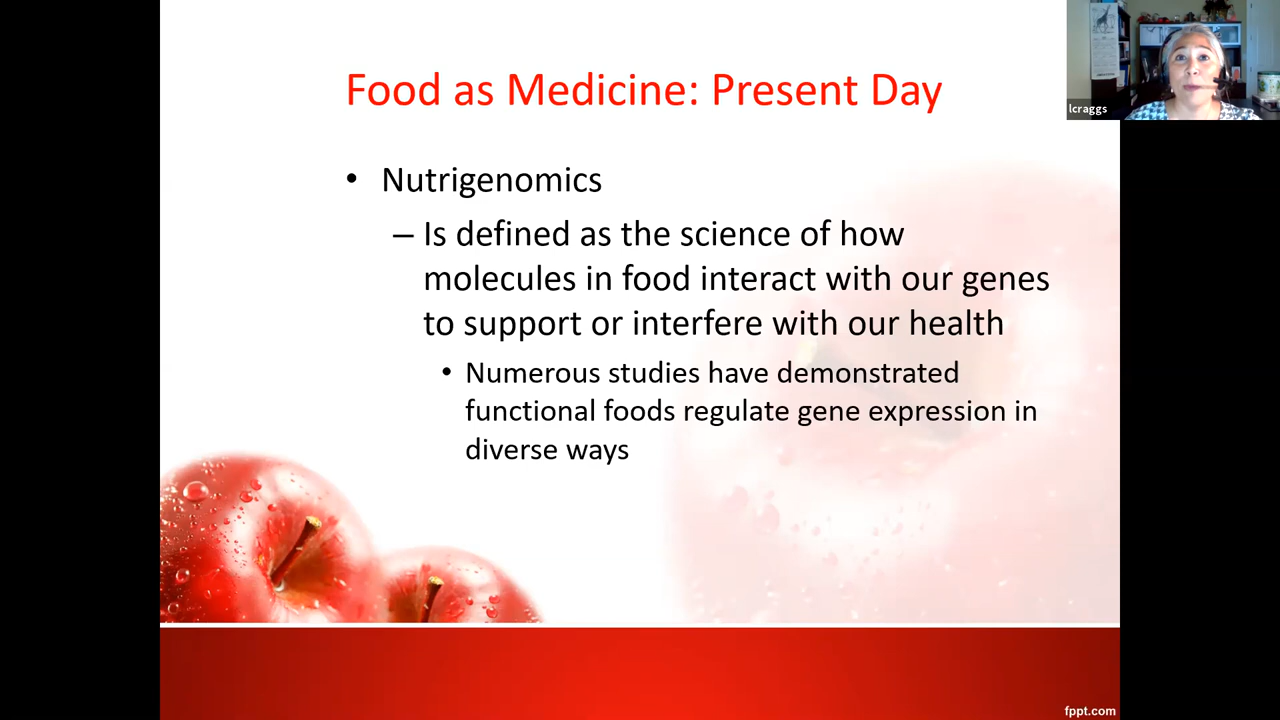 Food as Medicine: Present Day
lcraggs
• Nutrigenomics
– Is defined as the science of how
molecules in food interact with our genes
to support or interfere with our health
• Numerous studies have demonstrated
functional foods regulate gene expression in
diverse ways
fppt.com